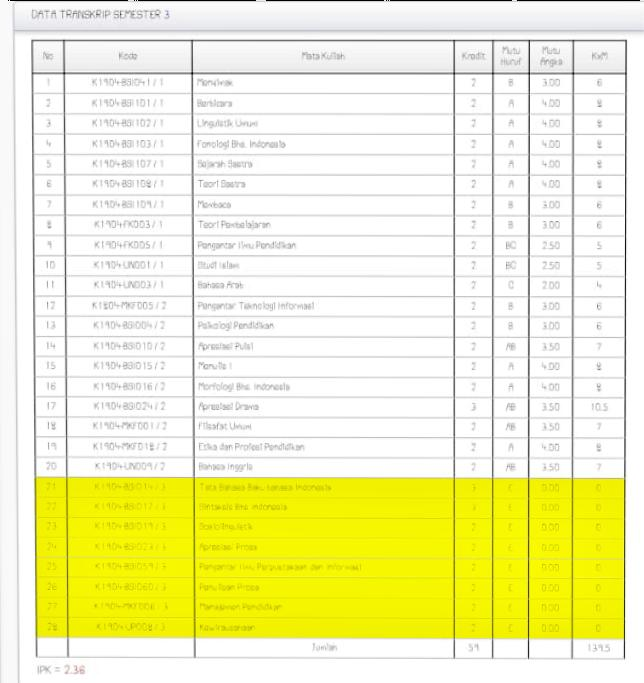 DATA TRANSKRIP SEMESTER 3
No Kode Mata Kuliah Kredit Mutu Huruf Mutu Angka KxM
1 K1904-BSI041 / 1 Menyimak 2 B 3.00 6
2 K1904-BSI101 / 1 Berbicara 2 A 4.00 8
3 K1904-BSI102 / 1 Linguistik Umum 2 A 4.00 8
4 K1904-BSI103 / 1 Fonologi Bhs. Indonesia 2 A 4.00 8
5 K1904-BSI107 / 1 Sejarah Sastra 2 A 4.00 8
6 K1904-BSI108 / 1 Teori Sastra 2 A 4.00 8
7 K1904-BSI109 / 1 Membaca 2 B 3.00 6
8 K1904-FK003 / 1 Teori Pembelajaran 2 B 3.00 6
9 K1904-FK005 / 1 Pengantar Ilmu Pendidikan 2 BC 2.50 5
10 K1904-UN001 / 1 Studi Islam 2 BC 2.50 5
11 K1904-UN003 / 1 Bahasa Arab 2 C 2.00 4
12 K1804-MKF005 / 2 Pengantar Teknologi Informasi 2 B 3.00 6
13 K1904-BSI004 / 2 Psikologi Pendidikan 2 B 3.00 6
14 K1904-BSI010 / 2 Apresiasi Puisi 2 AB 3.50 7
15 K1904-BSI015 / 2 Menulis 1 2 A 4.00 8
16 K1904-BSI016 / 2 Morfologi Bhs. Indonesia 2 A 4.00 8
17 K1904-BSI024 / 2 Apresiasi Drama 3 AB 3.50 10.5
18 K1904-MKF001 / 2 Filsafat Umum 2 AB 3.50 7
19 K1904-MKFD18 / 2 Etika dan Profesi Pendidikan 2 A 4.00 8
20 K1904-UN009 / 2 Bahasa Inggris 2 AB 3.50 7
21 K1904-BSI014 / 3 Tata Bahasa Baku bahasa Indonesia 3 E 0.00 0
22 K1904-BSI017 / 3 Sintaksis Bhs. Indonesia 3 E 0.00 0
23 K1904-BSI019 / 3 Sosiolinguistik 2 E 0.00 0
24 K1904-BSI023 / 3 Apresiasi Prosa 2 E 0.00 0
25 K1904-BSI059 / 3 Pengantar Ilmu Perpustakaan dan Informasi 2 E 0.00 0
26 K1904-BSI060 / 3 Penulisan Prosa 2 E 0.00 0
27 K1904-MKF006 / 3 Manajemen Pendidikan 2 E 0.00 0
28 K1904-UP008 / 3 Kewirausahaan 2 E 0.00 0
Jumlah 59 139.5
IPK = 2.36